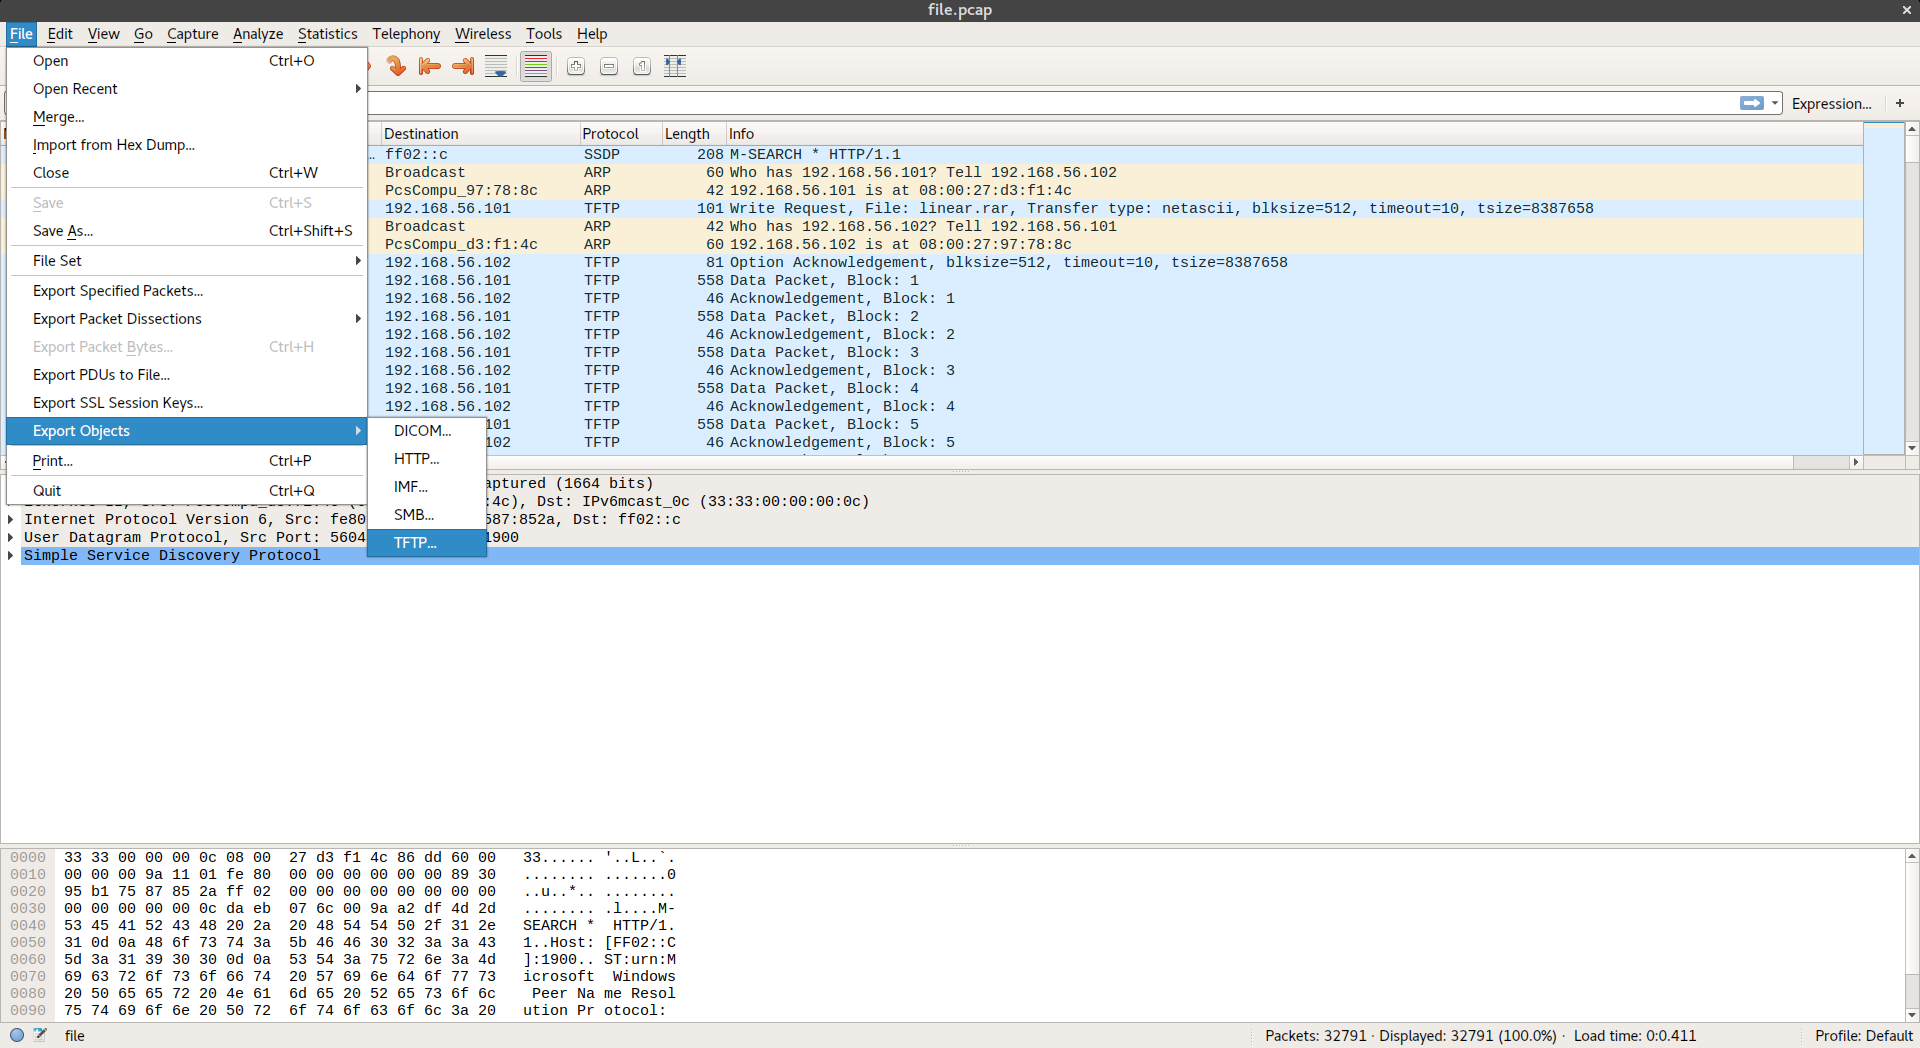 file.pcap
File Edit View Go Capture Analyze Statistics Telephony Wireless Tools Help
Open Ctrl+O
Open Recent
Merge...
Import from Hex Dump...
Close Ctrl+W
Save Ctrl+S
Save As... Ctrl+Shift+S
File Set
Export Specified Packets...
Export Packet Dissections
Export Packet Bytes... Ctrl+H
Export PDUs to File...
Export SSL Session Keys...
Export Objects
Print... Ctrl+P
Quit Ctrl+Q
DICOM...
HTTP...
IMF...
SMB...
TFTP...
Expression... +
Destination Protocol Length Info
ff02::c SSDP 208 M-SEARCH * HTTP/1.1
Broadcast ARP 60 Who has 192.168.56.101? Tell 192.168.56.102
PcsCompu_97:78:8c ARP 42 192.168.56.101 is at 08:00:27:d3:f1:4c
192.168.56.101 TFTP 101 Write Request, File: linear.rar, Transfer type: netascii, blksize=512, timeout=10, tsize=8387658
Broadcast ARP 42 Who has 192.168.56.102? Tell 192.168.56.101
PcsCompu_d3:f1:4c ARP 60 192.168.56.102 is at 08:00:27:97:78:8c
192.168.56.102 TFTP 81 Option Acknowledgement, blksize=512, timeout=10, tsize=8387658
192.168.56.101 TFTP 558 Data Packet, Block: 1
192.168.56.102 TFTP 46 Acknowledgement, Block: 1
192.168.56.101 TFTP 558 Data Packet, Block: 2
192.168.56.102 TFTP 46 Acknowledgement, Block: 2
192.168.56.101 TFTP 558 Data Packet, Block: 3
192.168.56.102 TFTP 46 Acknowledgement, Block: 3
192.168.56.101 TFTP 558 Data Packet, Block: 4
192.168.56.102 TFTP 46 Acknowledgement, Block: 4
101 TFTP 558 Data Packet, Block: 5
102 TFTP 46 Acknowledgement, Block: 5
aptured (1664 bits)
:4c), Dst: IPv6mcast_0c (33:33:00:00:00:0c)
Internet Protocol Version 6, Src: fe80 587:852a, Dst: ff02::c
User Datagram Protocol, Src Port: 5604 1900
Simple Service Discovery Protocol
0000 33 33 00 00 00 0c 08 00 27 d3 f1 4c 86 dd 60 00 33...... '..L..`.
0010 00 00 00 9a 11 01 fe 80 00 00 00 00 00 00 89 30 ........ .......0
0020 95 b1 75 87 85 2a ff 02 00 00 00 00 00 00 00 00 ..u..*.. ........
0030 00 00 00 00 00 0c da eb 07 6c 00 9a a2 df 4d 2d ........ .l....M-
0040 53 45 41 52 43 48 20 2a 20 48 54 54 50 2f 31 2e SEARCH * HTTP/1.
0050 31 0d 0a 48 6f 73 74 3a 5b 46 46 30 32 3a 3a 43 1..Host: [FF02::C
0060 5d 3a 31 39 30 30 0d 0a 53 54 3a 75 72 6e 3a 4d ]:1900.. ST:urn:M
0070 69 63 72 6f 73 6f 66 74 20 57 69 6e 64 6f 77 73 icrosoft Windows
0080 20 50 65 65 72 20 4e 61 6d 65 20 52 65 73 6f 6c Peer Na me Resol
0090 75 74 69 6f 6e 20 50 72 6f 74 6f 63 6f 6c 3a 20 ution Pr otocol:
file Packets: 32791 · Displayed: 32791 (100.0%) · Load time: 0:0.411 Profile: Default